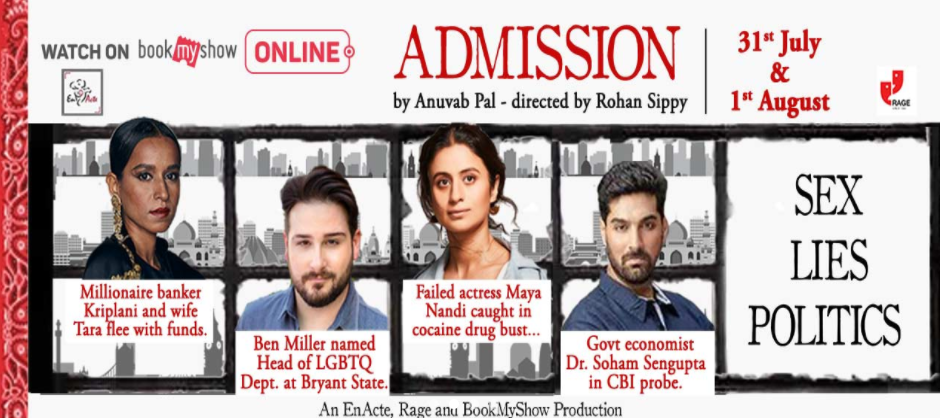 WATCH ON bookmyshow ONLINE
EnActe
ADMISSION
by Anuvab Pal - directed by Rohan Sippy
31st July
&
1st August
RAGE
Millionaire banker
Kriplani and wife
Tara flee with funds.
Ben Miller named
Head of LGBTQ
Dept. at Bryant State.
Failed actress Maya
Nandi caught in
cocaine drug bust...
Govt economist
Dr. Soham Sengupta
in CBI probe.
SEX
LIES
POLITICS
An EnActe, Rage and BookMyShow Production